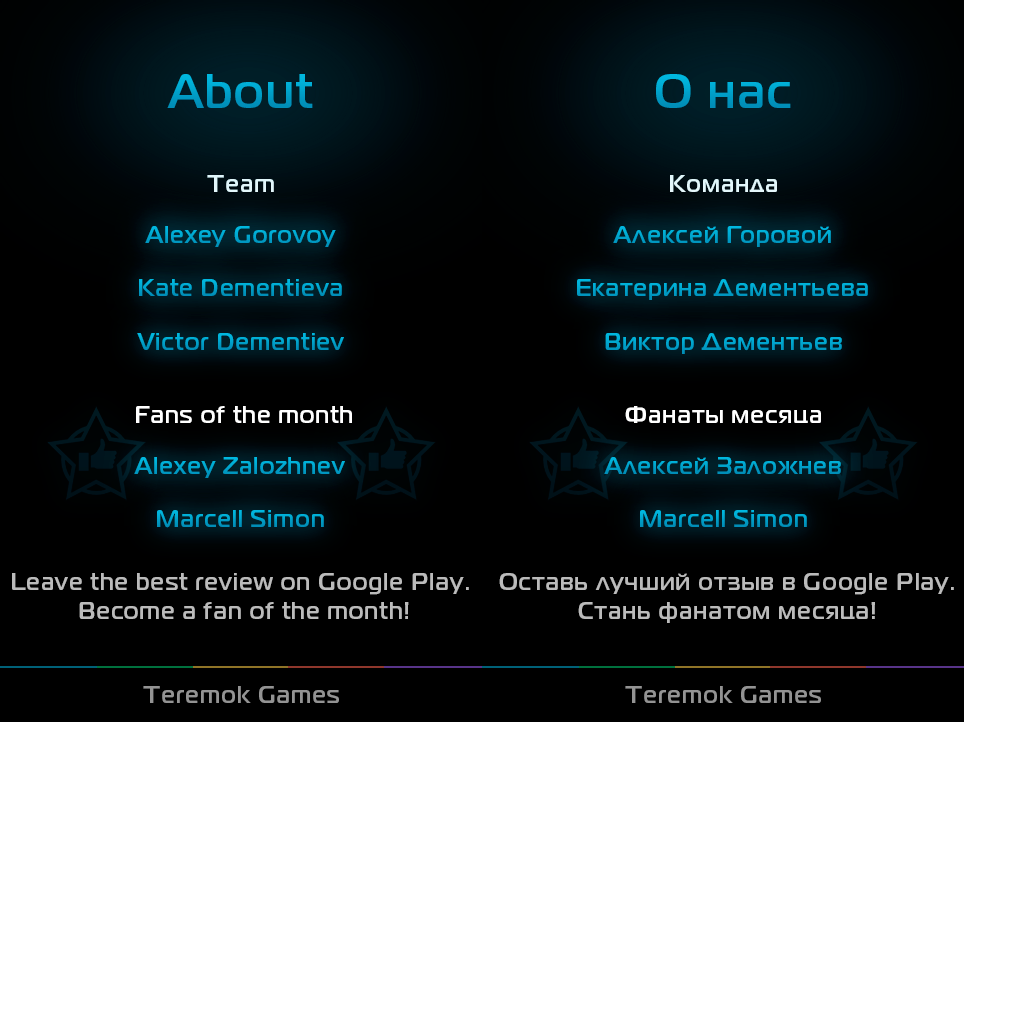 About
Team
Alexey Gorovoy
Kate Dementieva
Victor Dementiev
Fans of the month
Alexey Zalozhnev
Marcell Simon
Leave the best review on Google Play.
Become a fan of the month!
Teremok Games
О нас
Команда
Алексей Горовой
Екатерина Дементьева
Виктор Дементьев
Фанаты месяца
Алексей Заложнев
Marcell Simon
Оставь лучший отзыв в Google Play.
Стань фанатом месяца!
Teremok Games